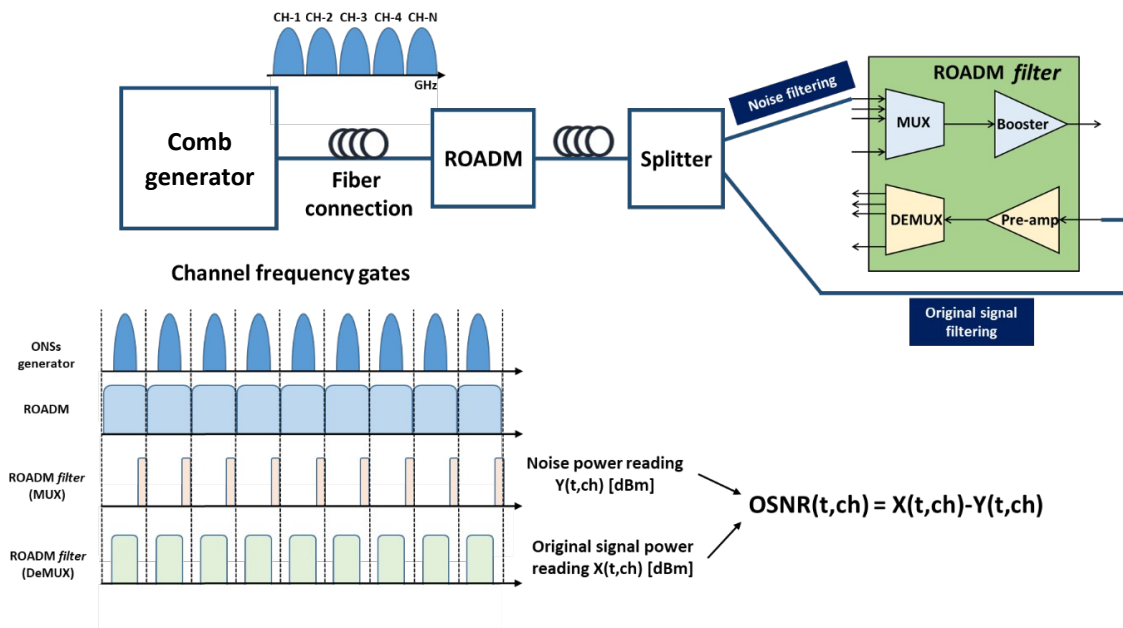 CH-1 CH-2 CH-3 CH-4 CH-N
GHz
Comb
generator
Fiber
connection
ROADM
Splitter
Noise filtering
ROADM filter
MUX
Booster
DEMUX
Pre-amp
Original signal
filtering
Channel frequency gates
ONSs
generator
ROADM
ROADM filter
(MUX)
ROADM filter
(DeMUX)
Noise power reading
Y(t,ch) [dBm]
Original signal power
reading X(t,ch) [dBm]
OSNR(t,ch) = X(t,ch)-Y(t,ch)